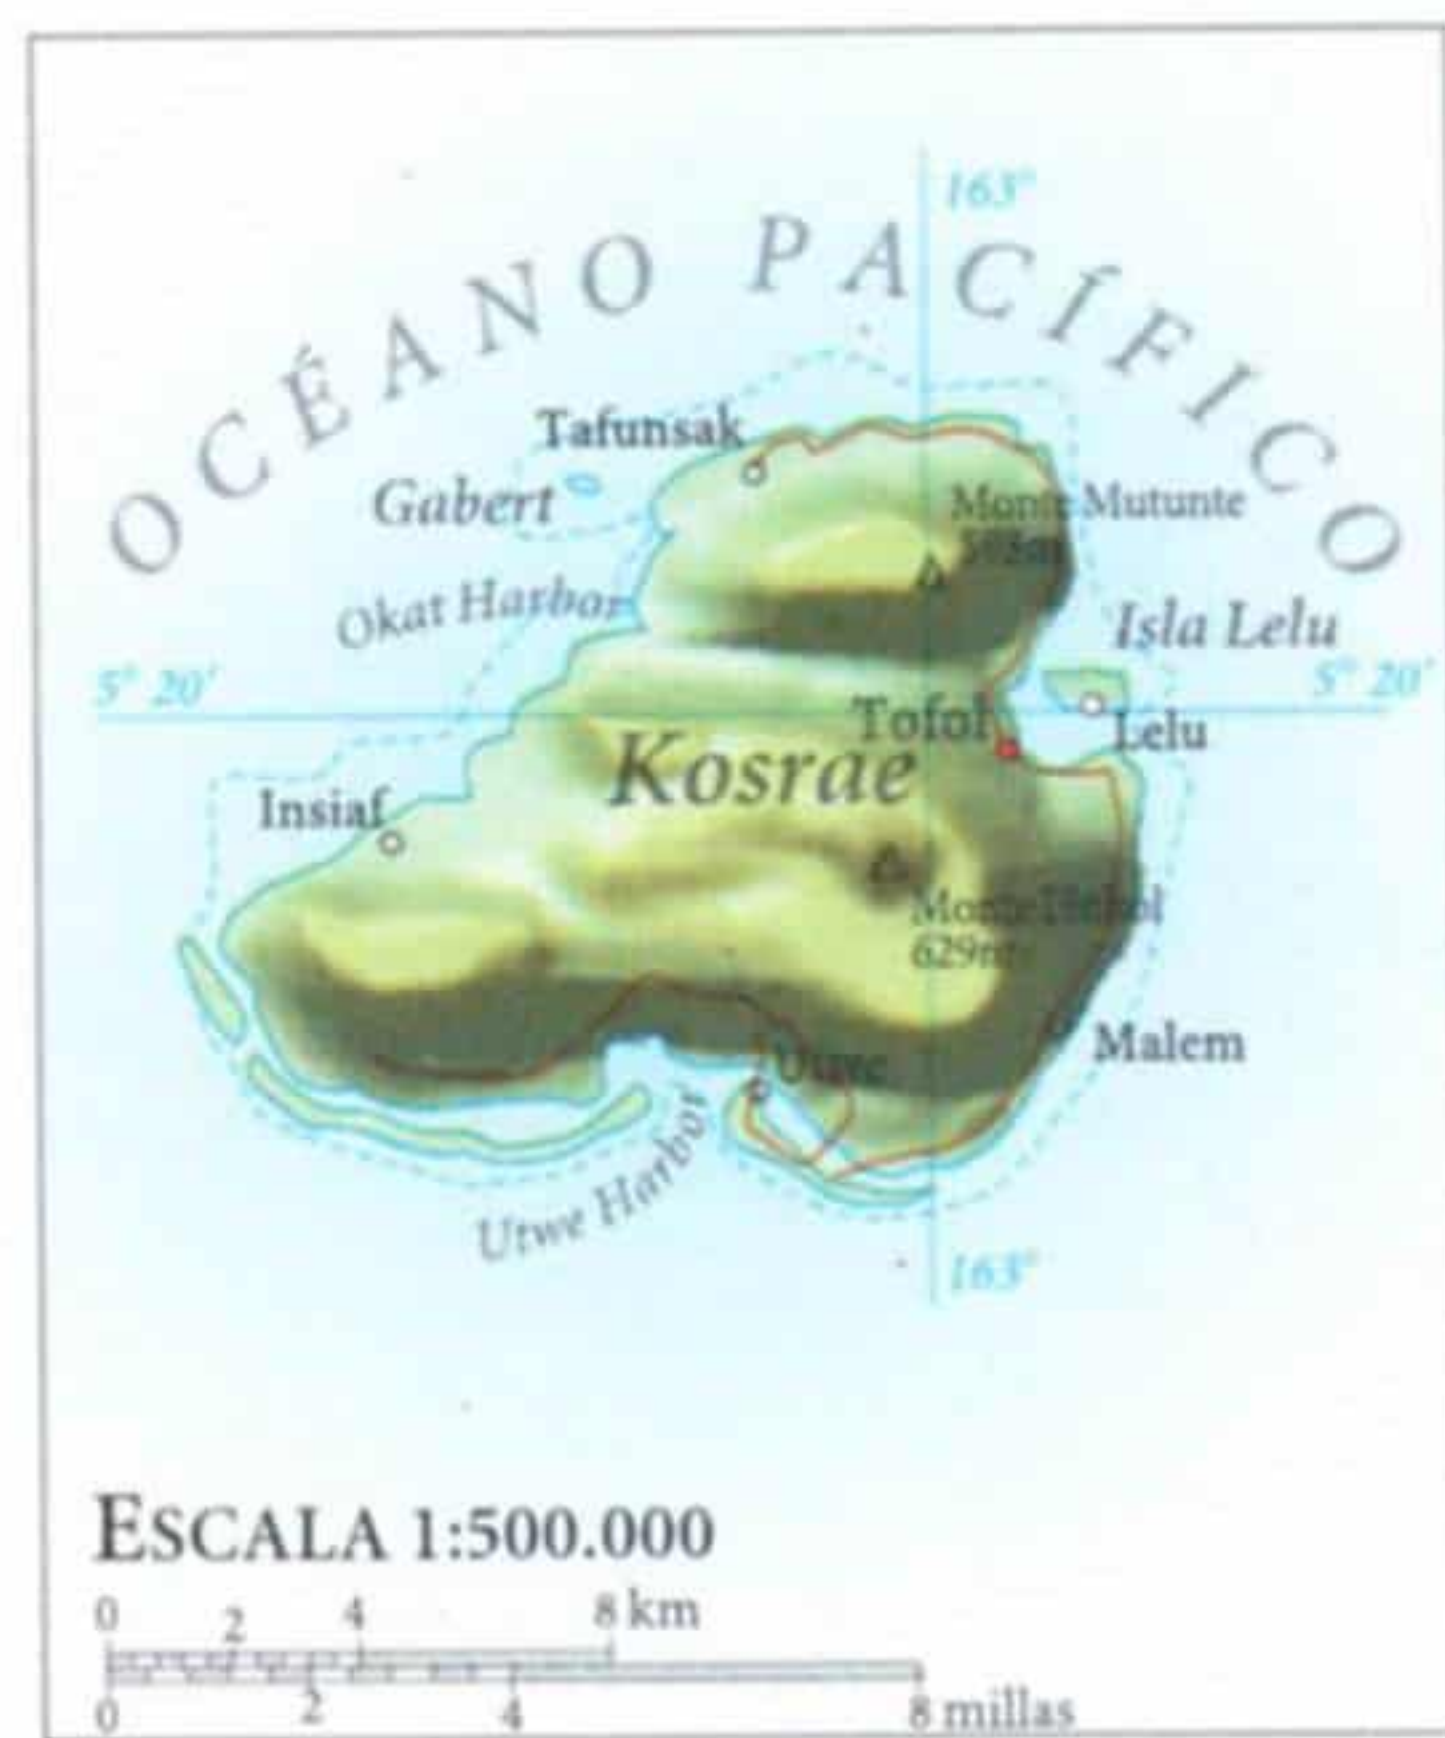 163°
OCÉANO PACÍFICO
Tafunsak
Gabert
Monte Mutunte
Okat Harbor
Isla Lelu
5° 20'
5° 20'
Tofol
Lelu
Kosrae
Insiaf
Monte
629m
Malem
Utwe
Utwe Harbor
163°
ESCALA 1:500.000
0 2 4 8 km
0 2 4 8 millas